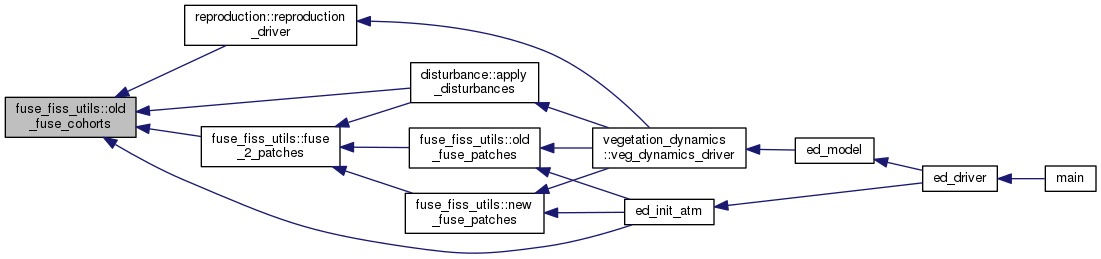 reproduction::reproduction
_driver
fuse_fiss_utils::old
_fuse_cohorts
disturbance::apply
_disturbances
fuse_fiss_utils::fuse
_2_patches
fuse_fiss_utils::old
_fuse_patches
fuse_fiss_utils::new
_fuse_patches
vegetation_dynamics
::veg_dynamics_driver
ed_init_atm
ed_model
ed_driver
main